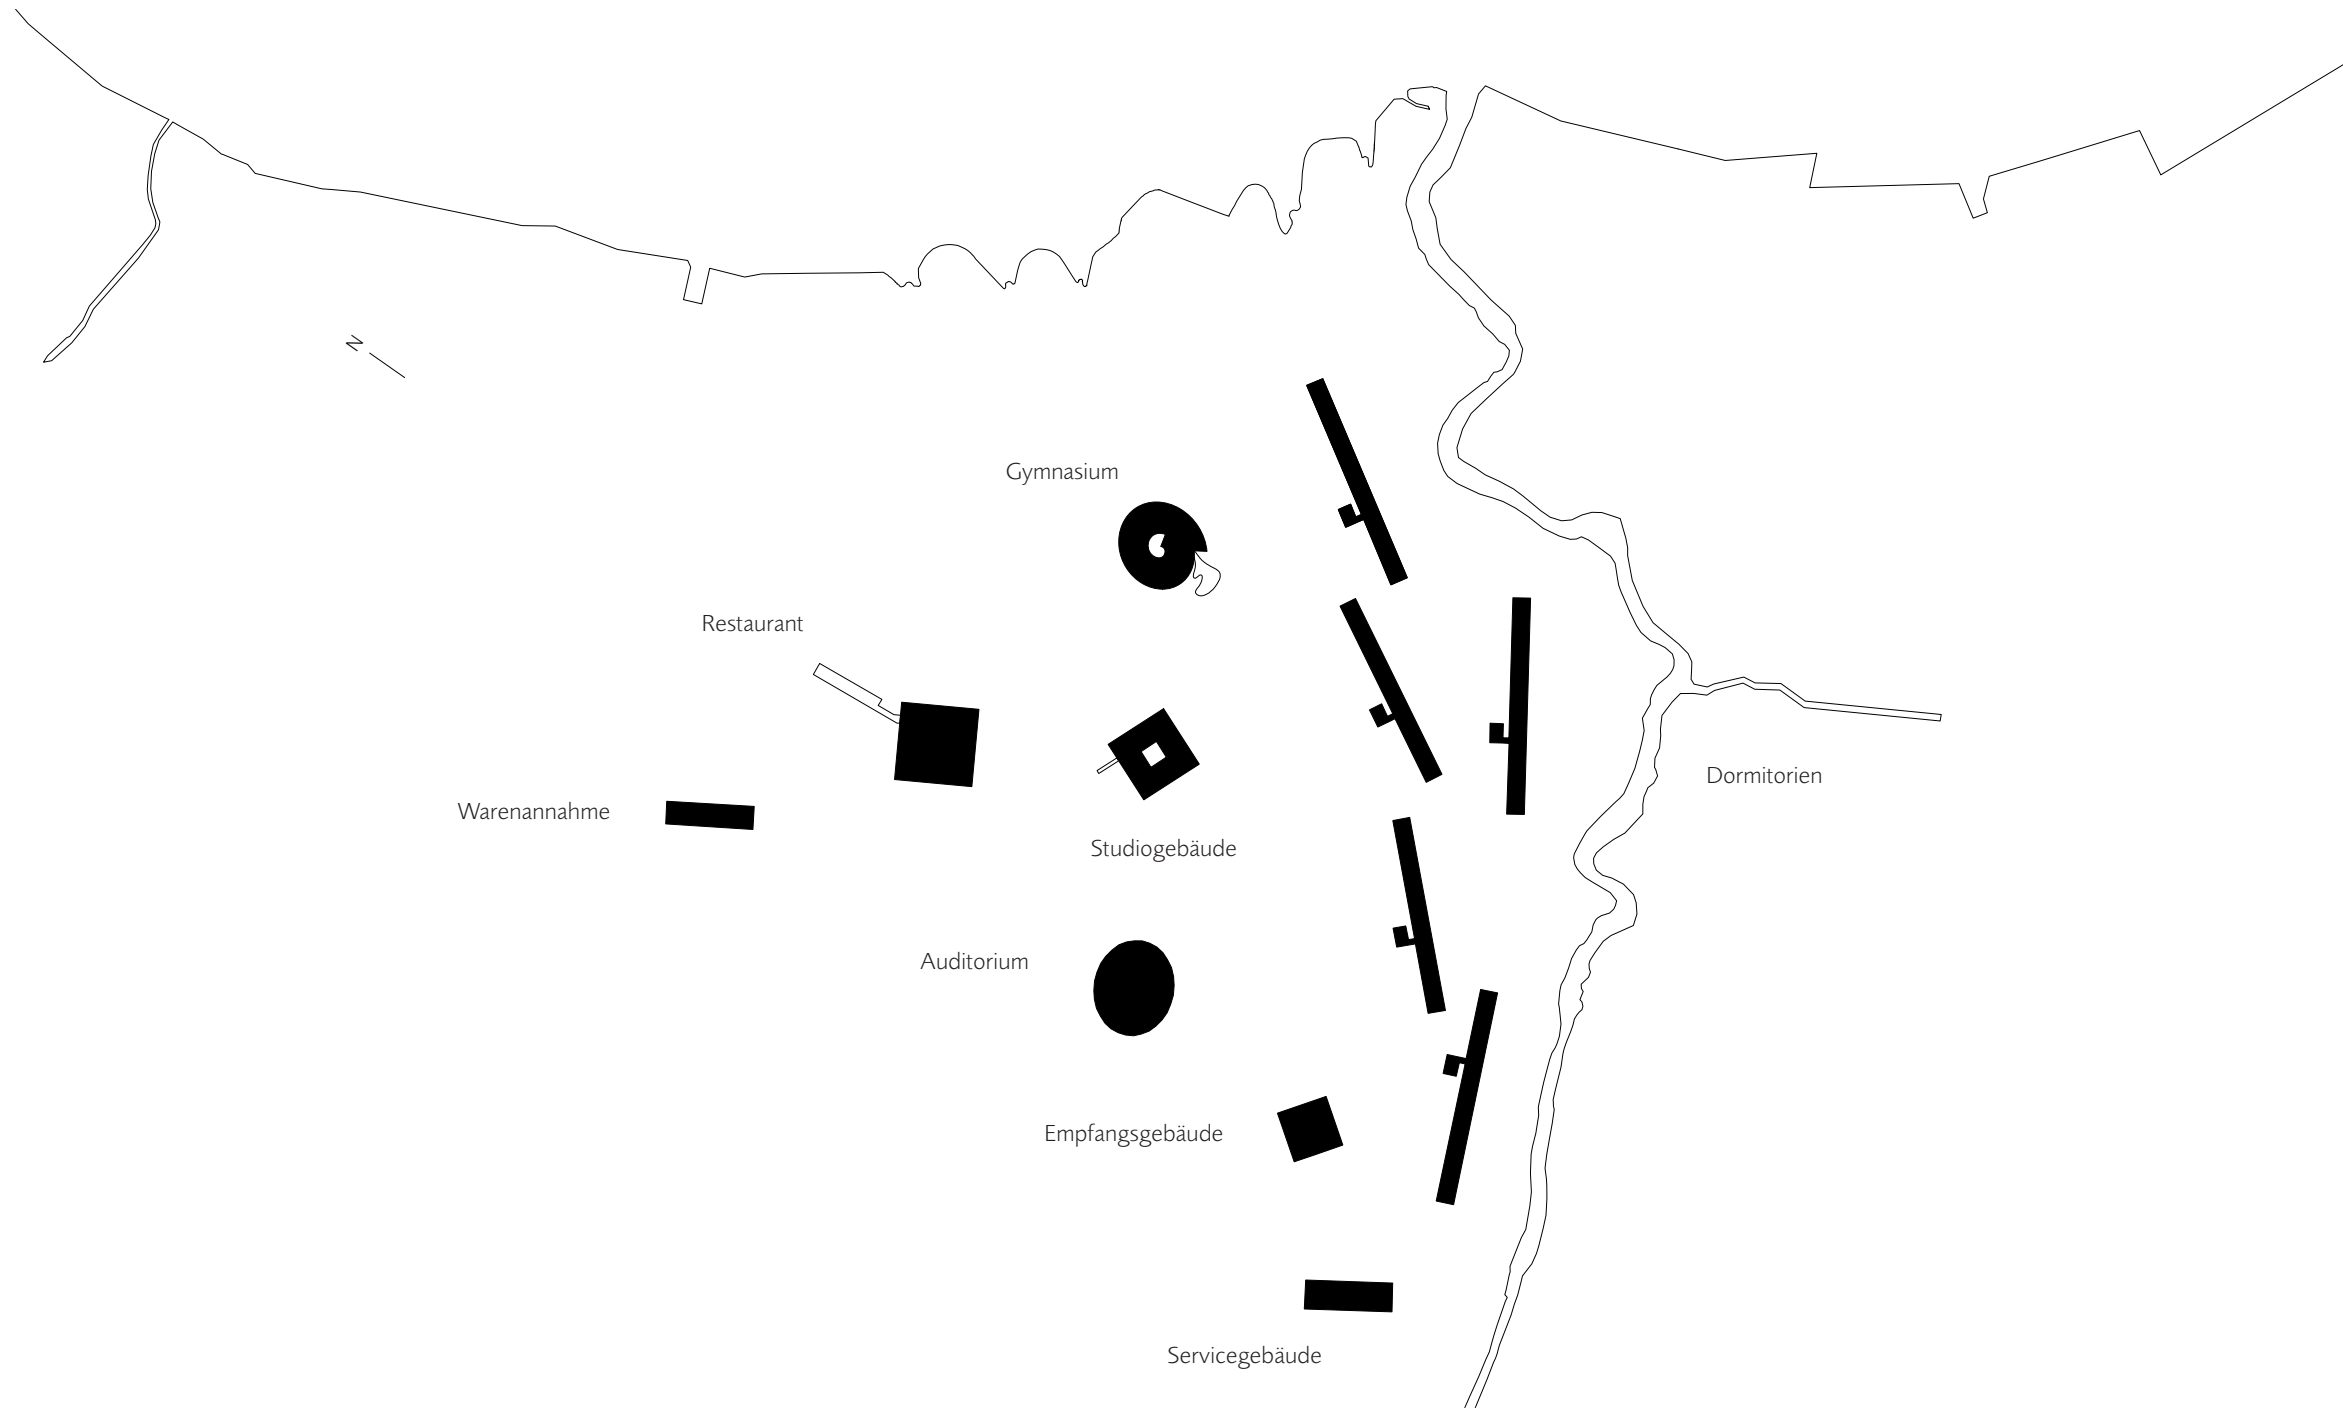 N
Gymnasium
Restaurant
Dormitorien
Warenannahme
Studiogebäude
Auditorium
Empfangsgebäude
Servicegebäude